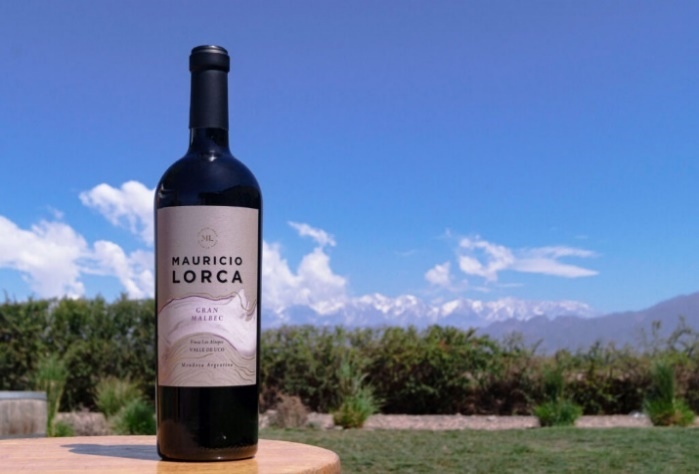 ML
MAURICIO
LORCA
GRAN
MALBEC
VALLE DE UCO
Mendoza, Argentina